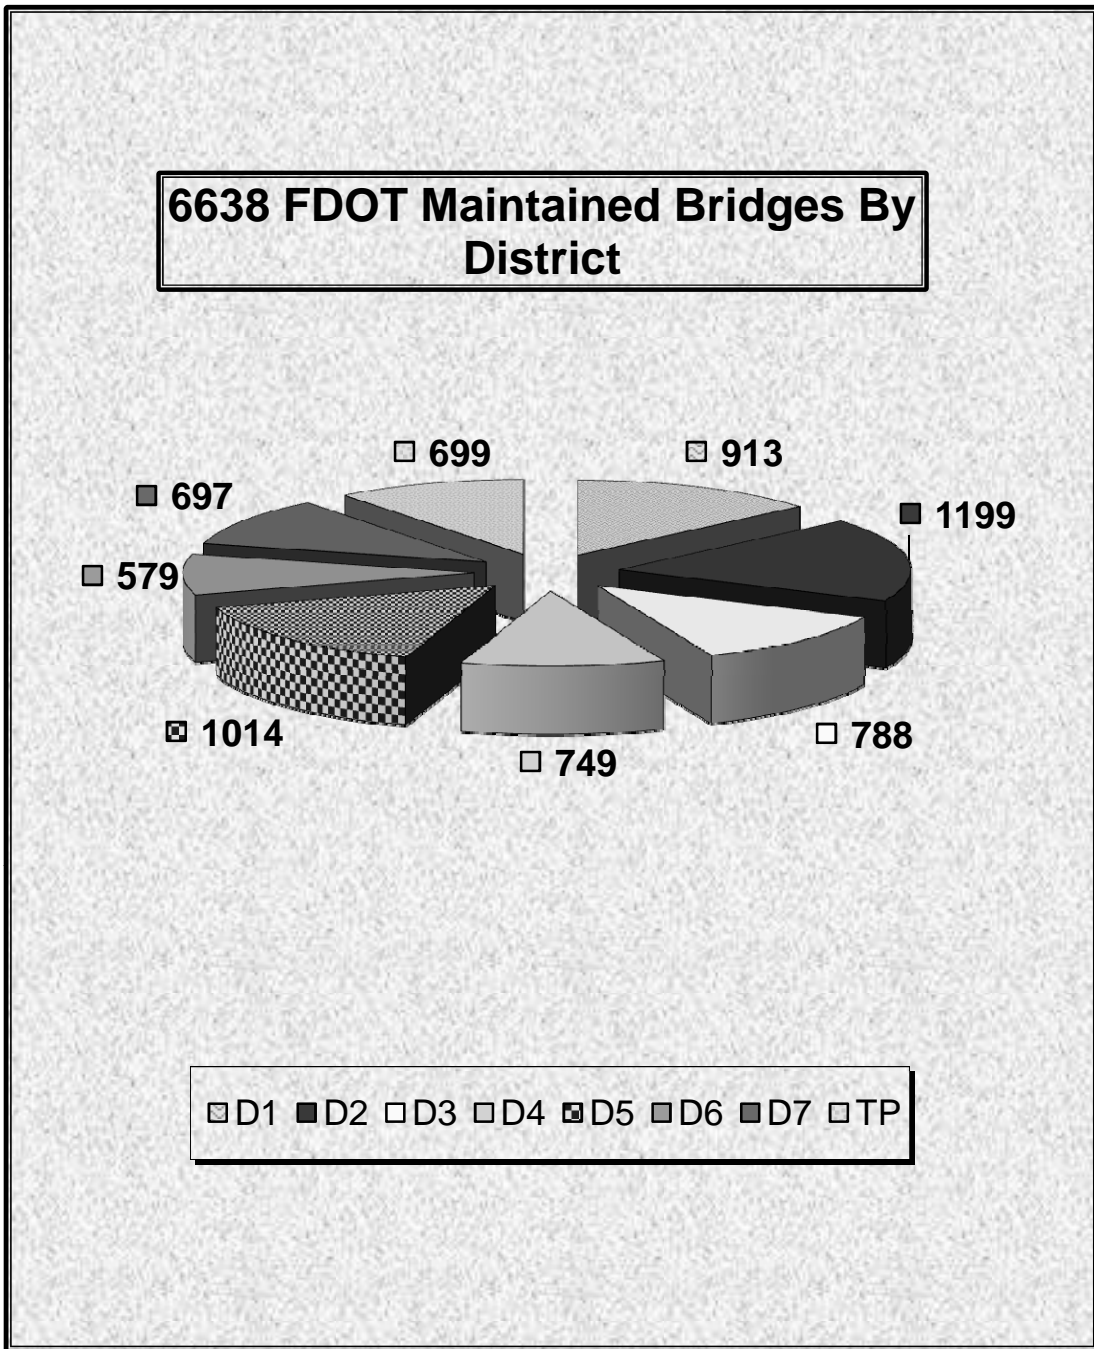 6638 FDOT Maintained Bridges By
District
699
913
697
1199
579
1014
749
788
D1 D2 D3 D4 D5 D6 D7 TP